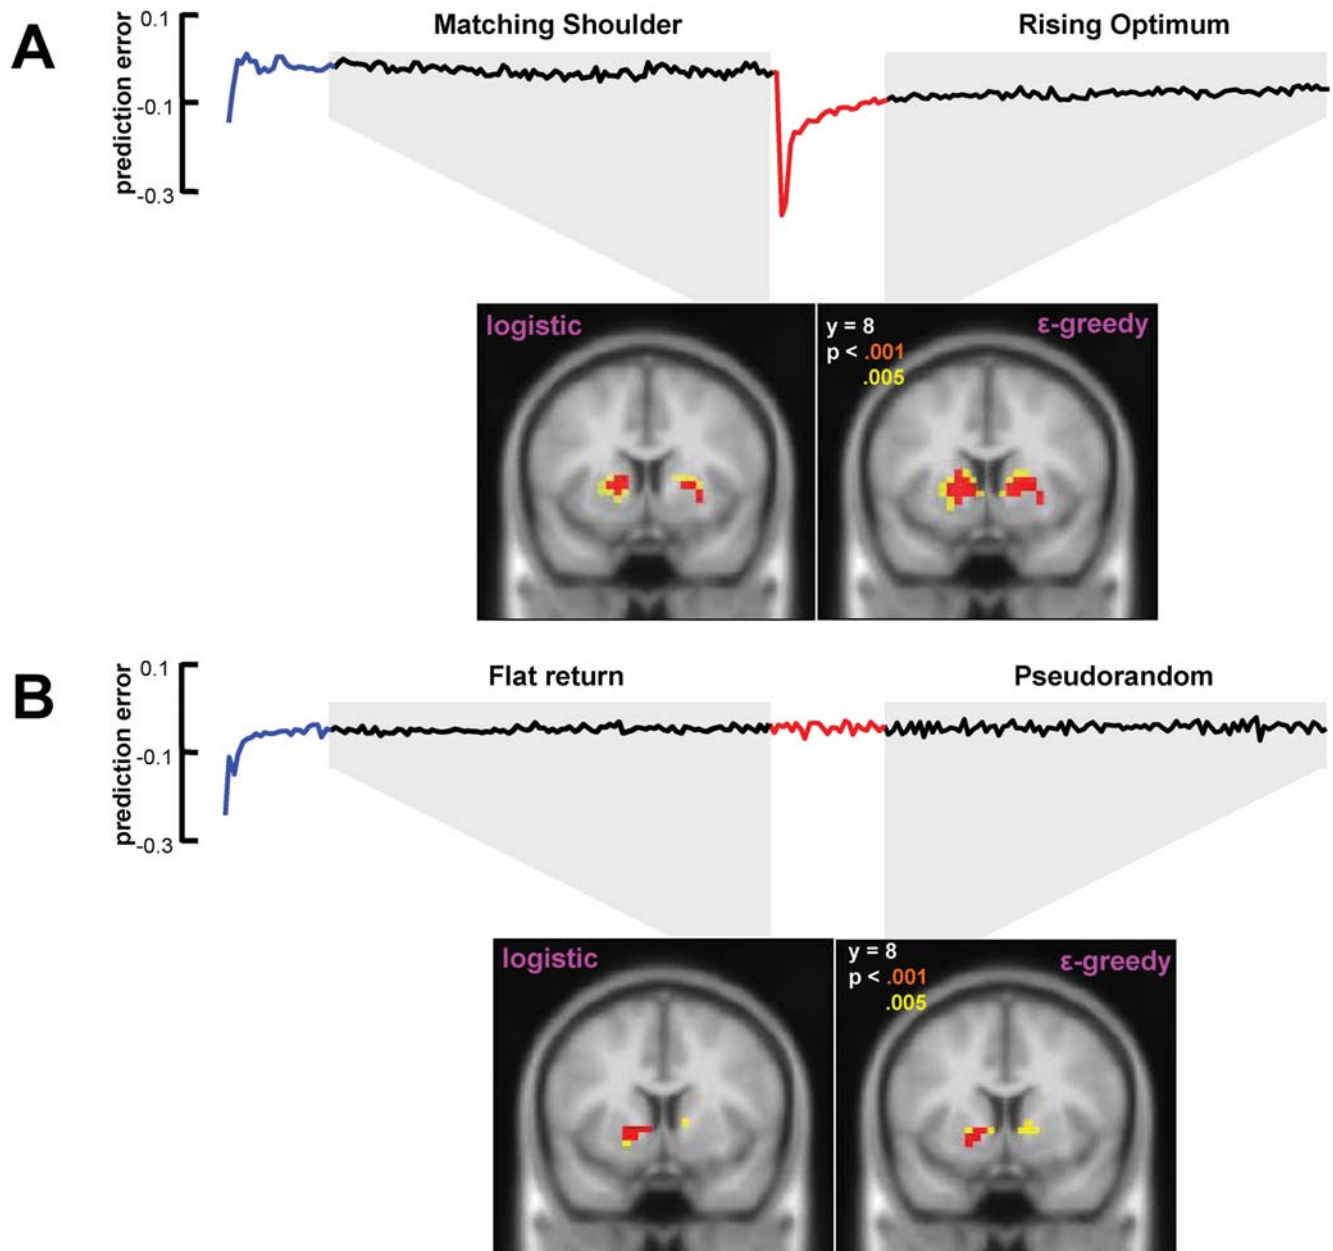 A
prediction error
0.1
-0.1
-0.3
Matching Shoulder
Rising Optimum
logistic
y = 8
p < .001
.005
ε-greedy
B
prediction error
0.1
-0.1
-0.3
Flat return
Pseudorandom
logistic
y = 8
p < .001
.005
ε-greedy